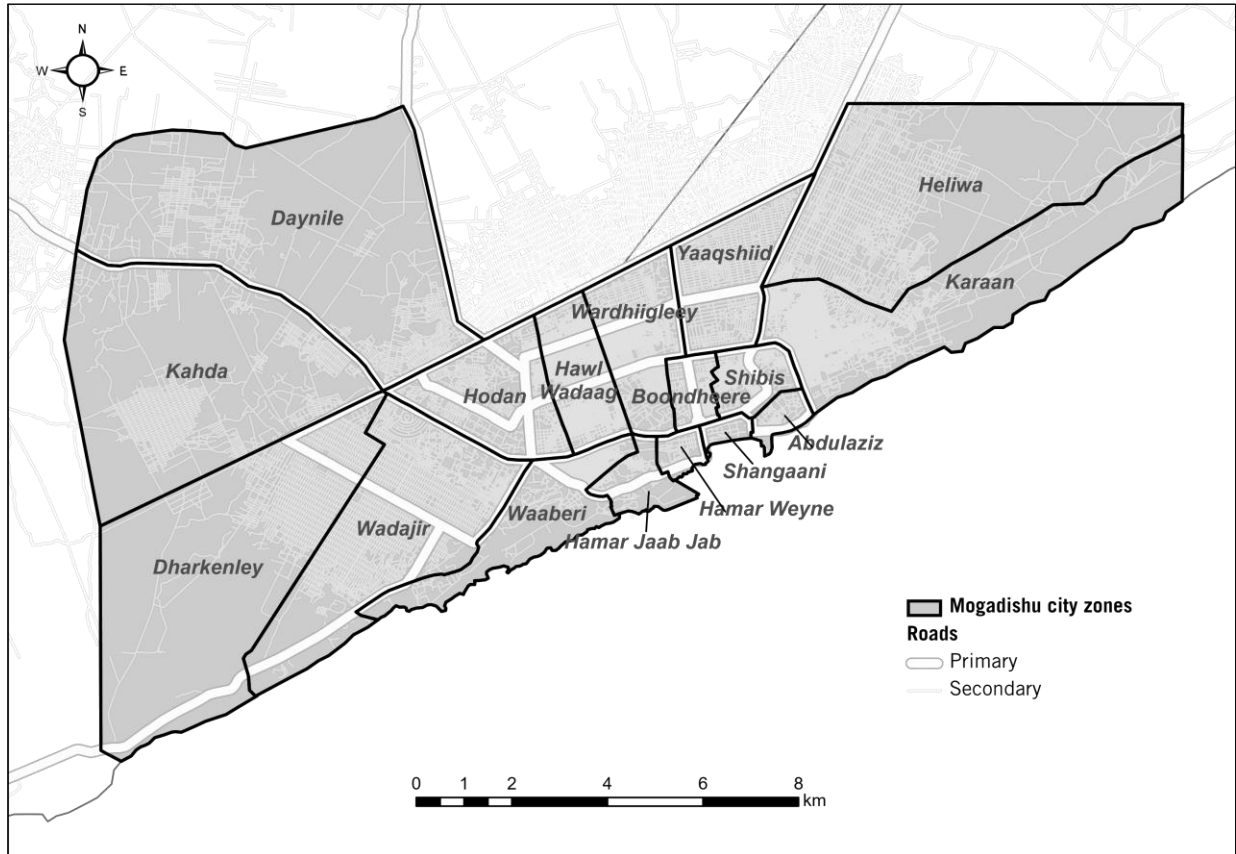 N
W E
S
Daynile
Heliwa
Yaaqshiid
Karaan
Wardhiigleey
Kahda
Hawl
Wadaag
Shibis
Hodan
Boondheere
Abdulaziz
Shangaani
Hamar Weyne
Waaberi
Wadajir
Hamar Jaab Jab
Dharkenley
Mogadishu city zones
Roads
Primary
Secondary
0 1 2 4 6 8
km